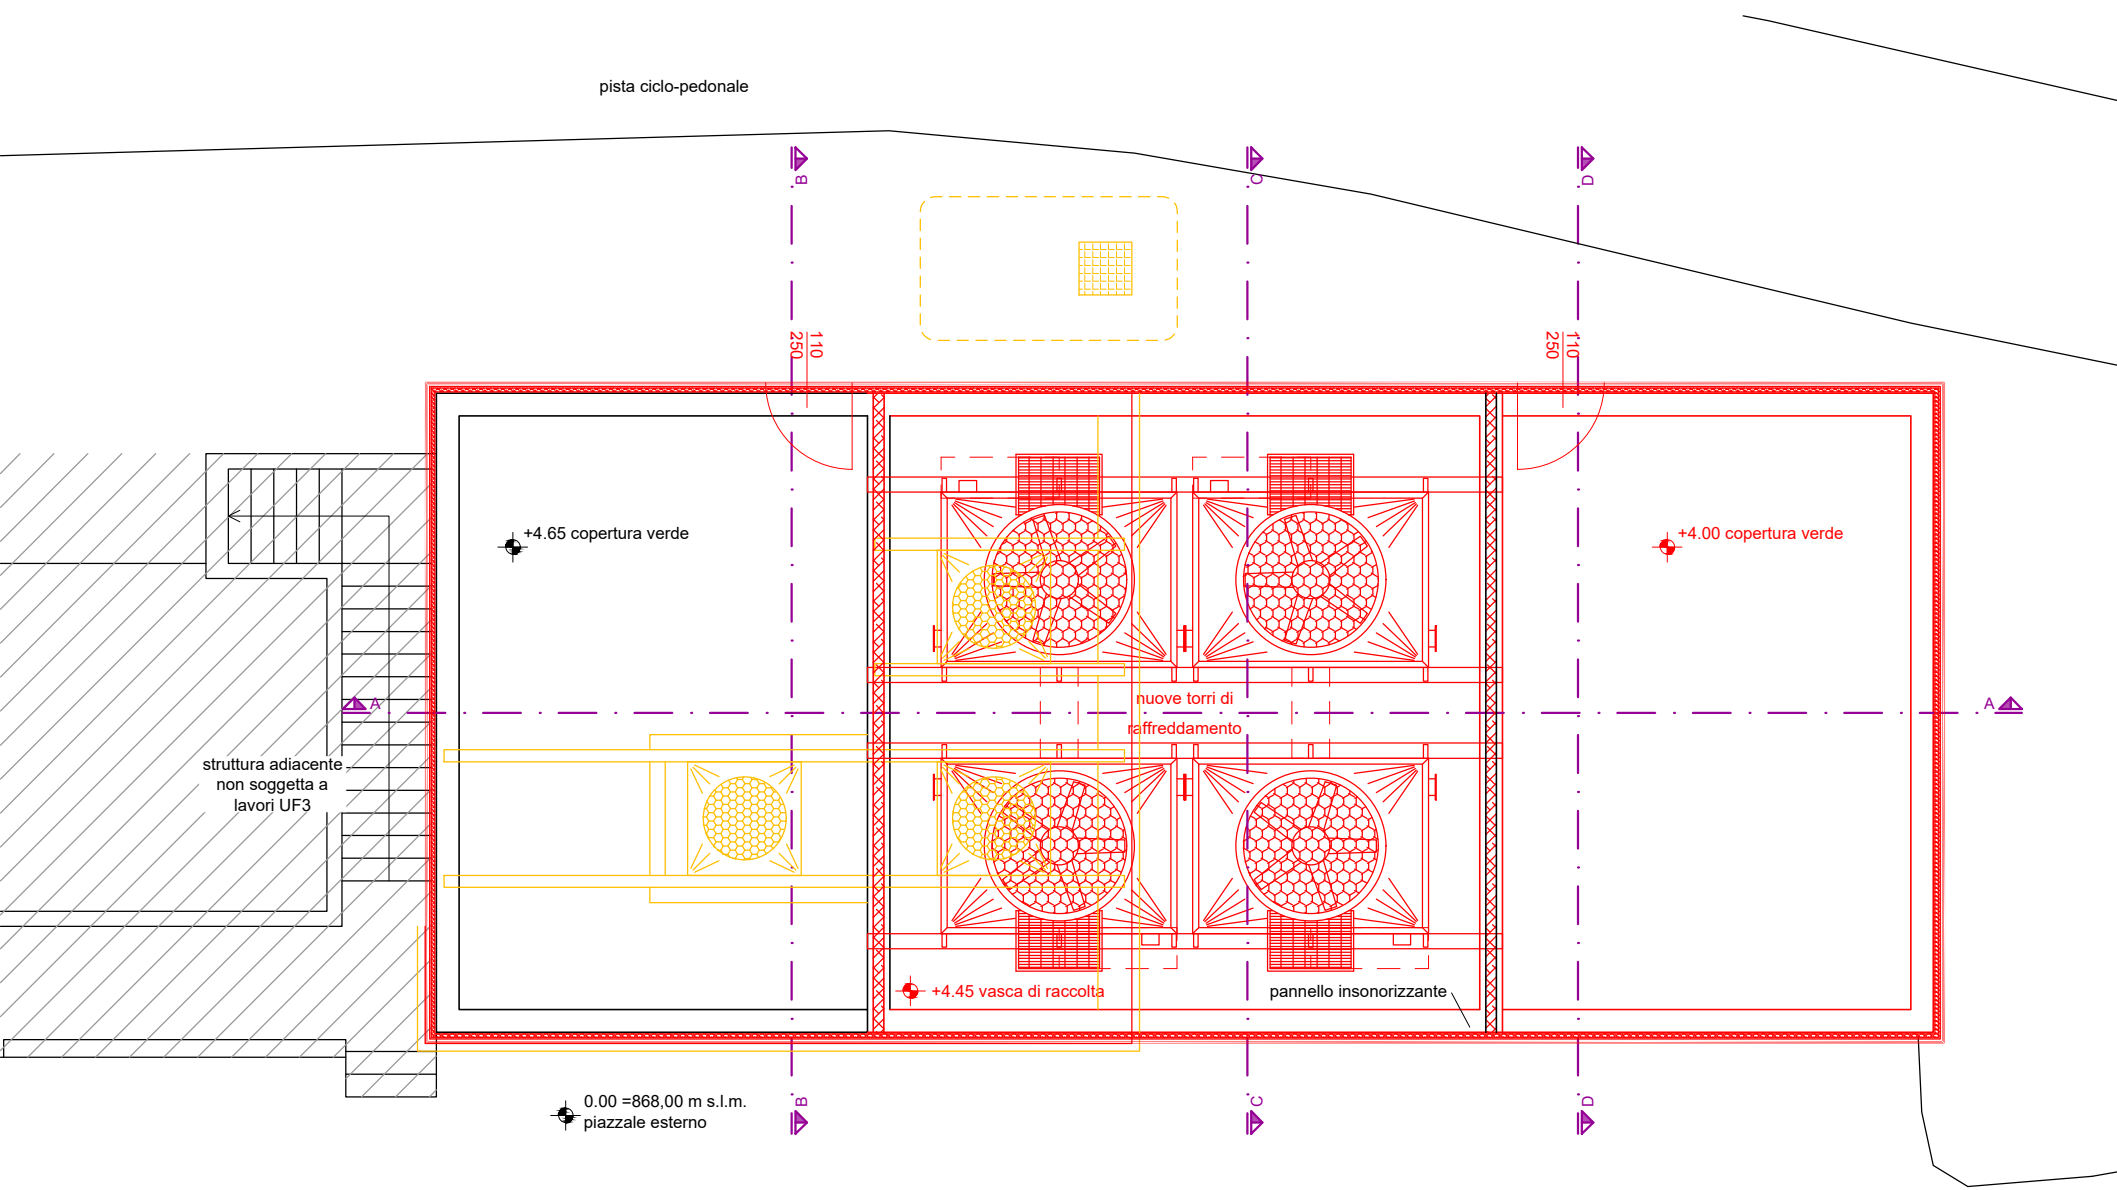 pista ciclo-pedonale
B
C
D
110
250
110
250
+4.65 copertura verde
+4.00 copertura verde
nuove torri di
raffreddamento
A
A
struttura adiacente
non soggetta a
lavori UF3
+4.45 vasca di raccolta
pannello insonorizzante
0.00 =868,00 m s.l.m.
piazzale esterno
B
C
D